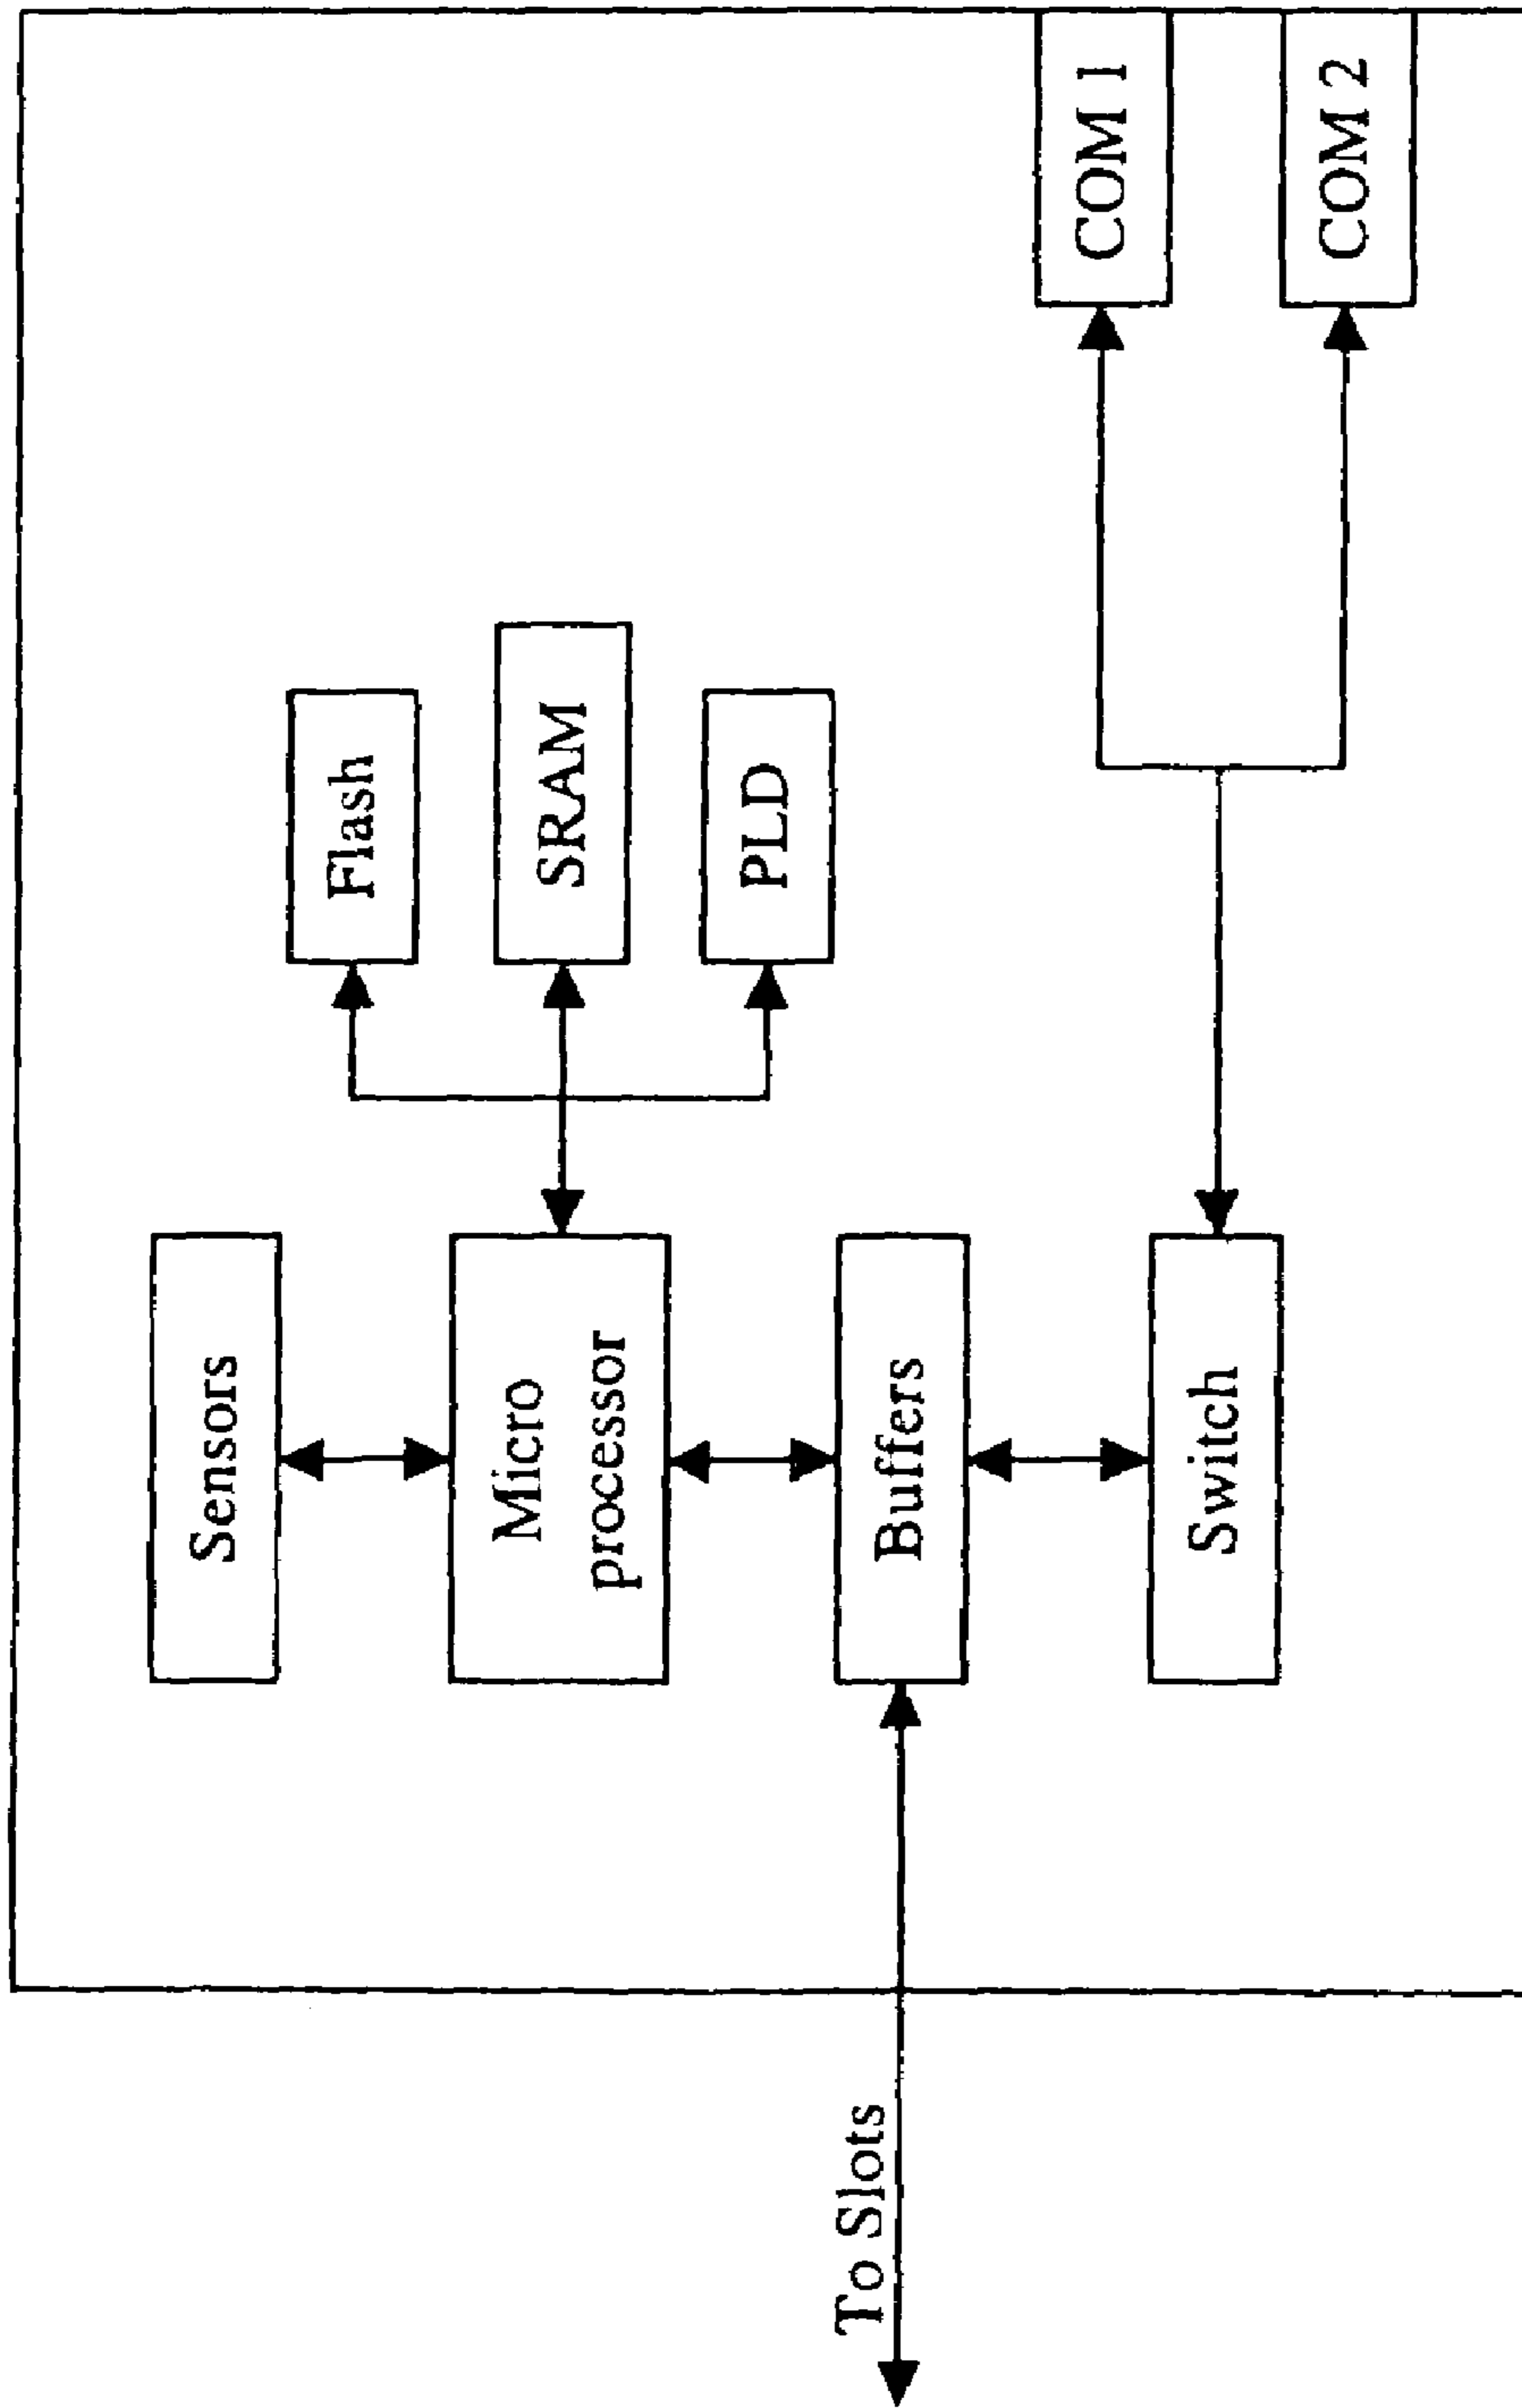 Sensors
Micro
processor
Flash
SRAM
PLD
To Slots
Buffers
Switch
COM 1
COM 2